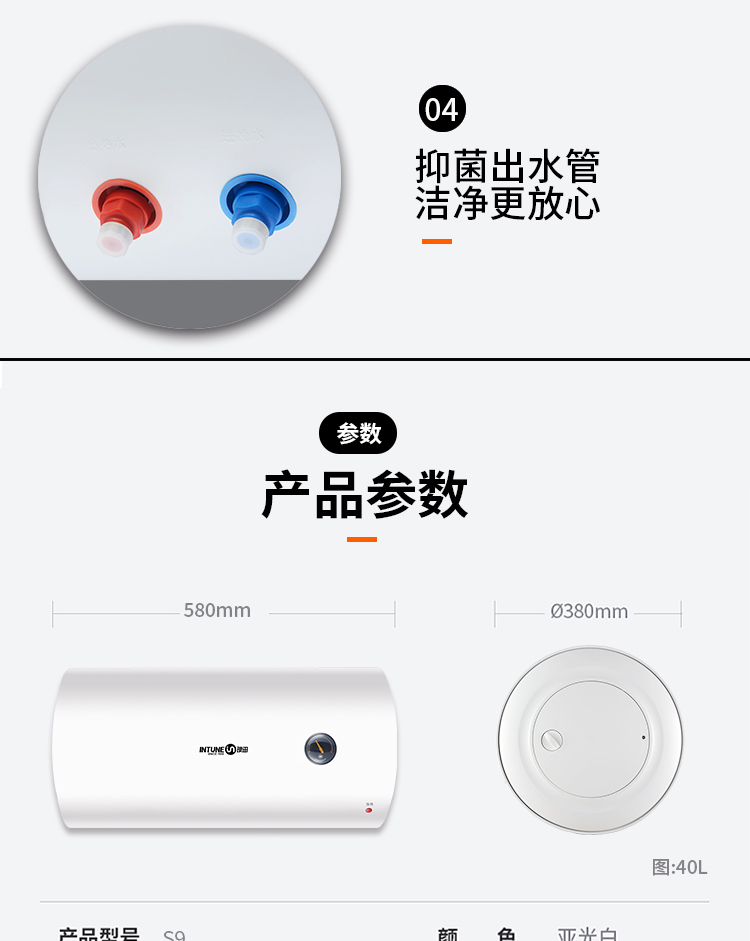 04
抑菌出水管
洁净更放心
参数
产品参数
580mm
Ø380mm
INTUNE
图:40L
产品型号 S9
颜 色 亚光白